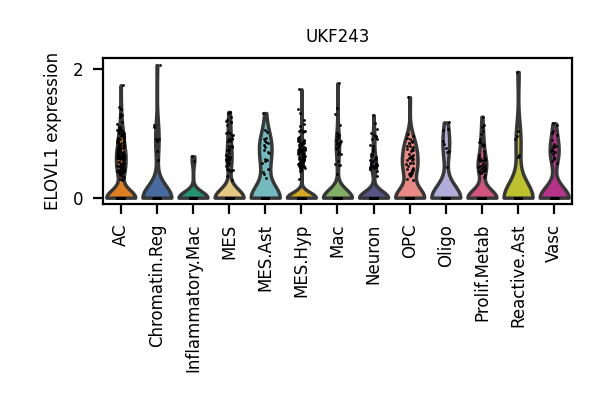 UKF243
ELOVL1 expression
2
0
AC
Chromatin.Reg
Inflammatory.Mac
MES
MES.Ast
MES.Hyp
Mac
Neuron
OPC
Oligo
Prolif.Metab
Reactive.Ast
Vasc